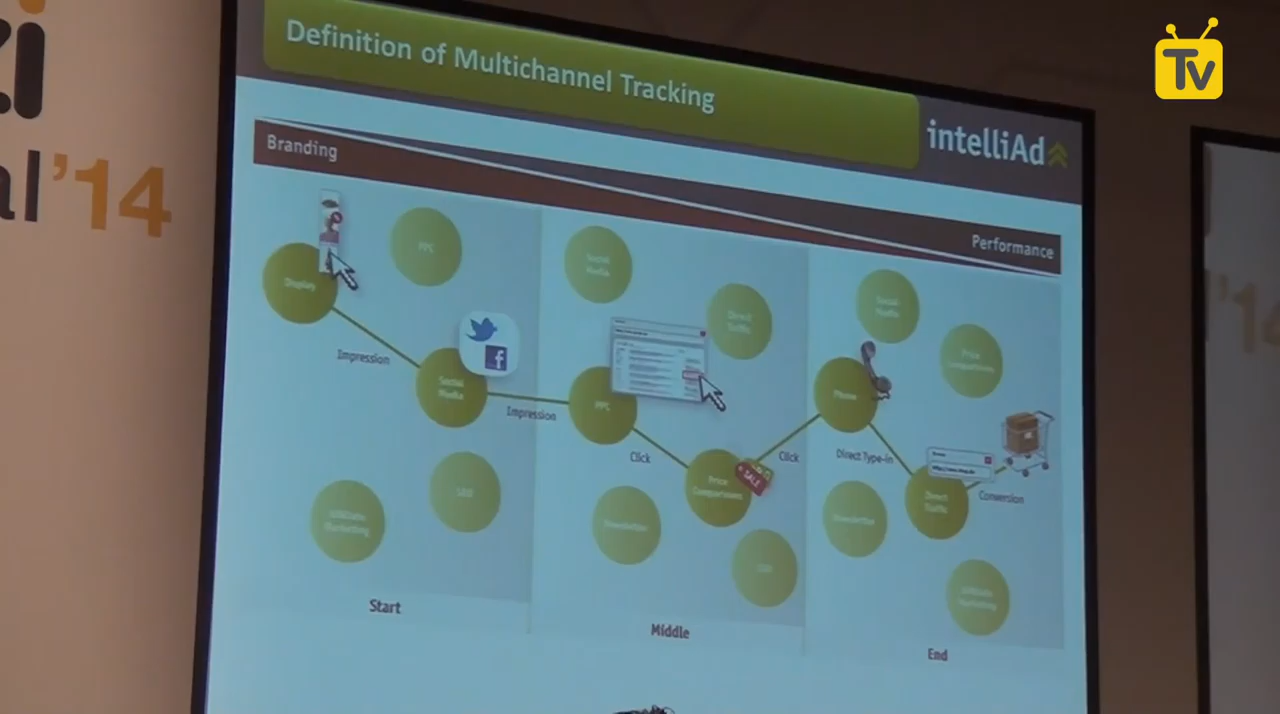 Tv
'14
Definition of Multichannel Tracking
intelliAd
Branding
Performance
Display
PPC
Social
Media
Direct
Traffic
Social
Media
Price
Comparison
Impression
Social
Media
Impression
PPC
Click
Price
Comparison
SALE
Click
Phone
Direct Type-in
Direct
Traffic
Conversion
Affiliate
Marketing
SEO
Newsletter
SEO
Newsletter
Affiliate
Marketing
Start
Middle
End